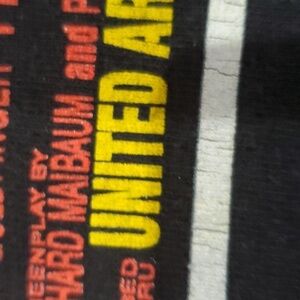 EENPLAY BY
HARD MAIBAUM and P
UNITED AR
ED
RU